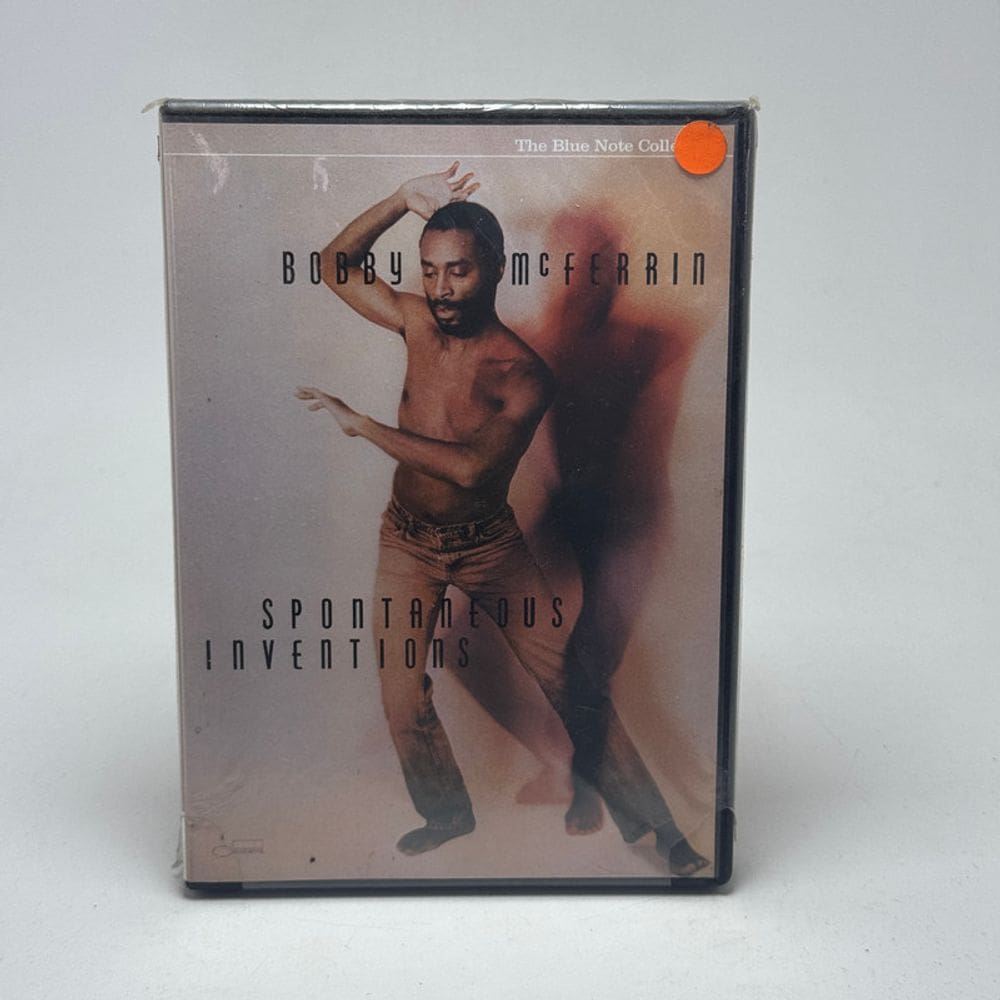 The Blue Note Colle
BOBBY McFERRIN
SPONTANEOUS
INVENTIONS